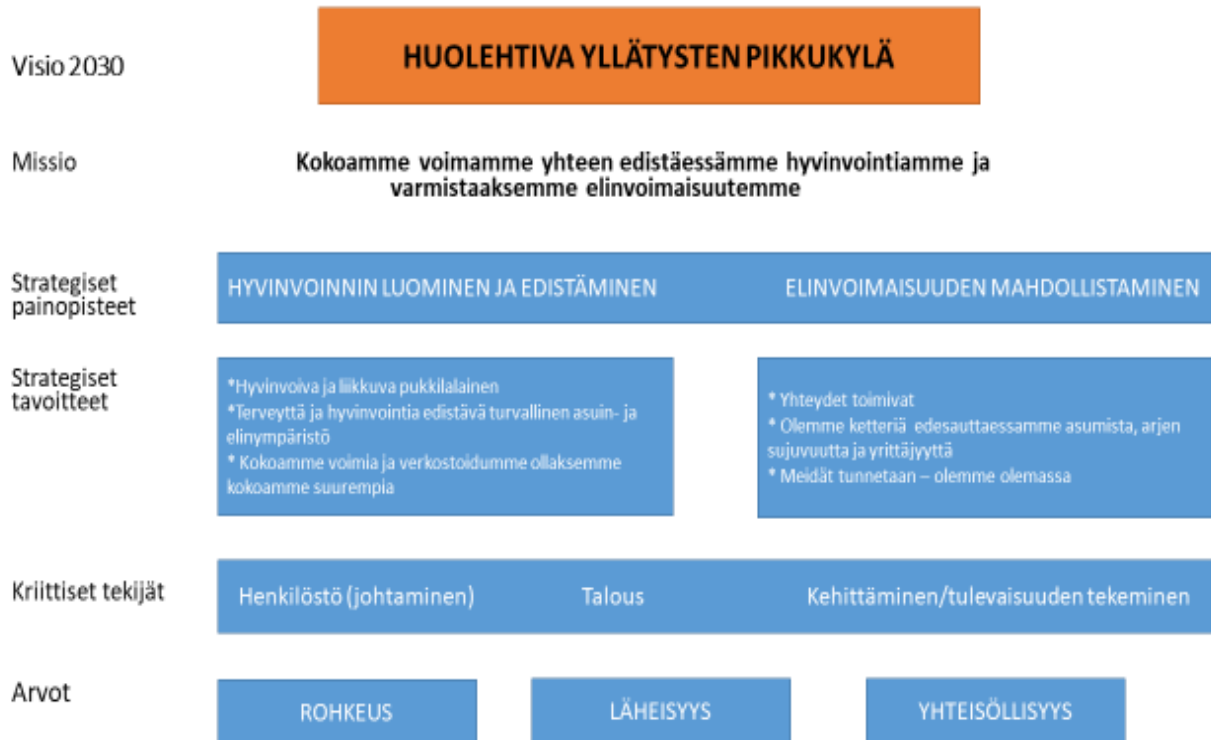 Visio 2030
HUOLEHTIVA YLLÄTYSTEN PIKKUKYLÄ
Missio
Kokoamme voimamme yhteen edistäessämme hyvinvointiamme ja
varmistaaksemme elinvoimaisuutemme
Strategiset
painopisteet
HYVINVOINNIN LUOMINEN JA EDISTÄMINEN
ELINVOIMAISUUDEN MAHDOLLISTAMINEN
Strategiset
tavoitteet
*Hyvinvoiva ja liikkuva pukkilalainen
*Terveyttä ja hyvinvointia edistävä turvallinen asuin- ja
elinympäristö
* Kokoamme voimia ja verkostoidumme ollaksemme
kokoamme suurempia
* Yhteydet toimivat
* Olemme ketteriä edesauttaessamme asumista, arjen
sujuvuutta ja yrittäjyyttä
* Meidät tunnetaan – olemme olemassa
Kriittiset tekijät
Henkilöstö (johtaminen)
Talous
Kehittäminen/tulevaisuuden tekeminen
Arvot
ROHKEUS
LÄHEISYYS
YHTEISÖLLISYYS